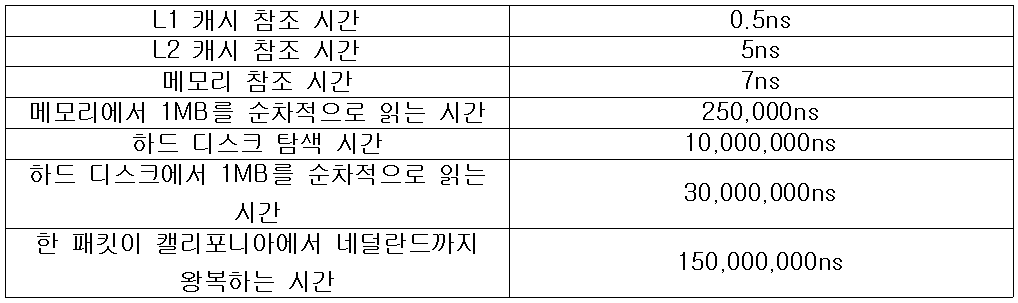 L1 캐시 참조 시간
0.5ns
L2 캐시 참조 시간
5ns
메모리 참조 시간
7ns
메모리에서 1MB를 순차적으로 읽는 시간
250,000ns
하드 디스크 탐색 시간
10,000,000ns
하드 디스크에서 1MB를 순차적으로 읽는
시간
30,000,000ns
한 패킷이 캘리포니아에서 네덜란드까지
왕복하는 시간
150,000,000ns